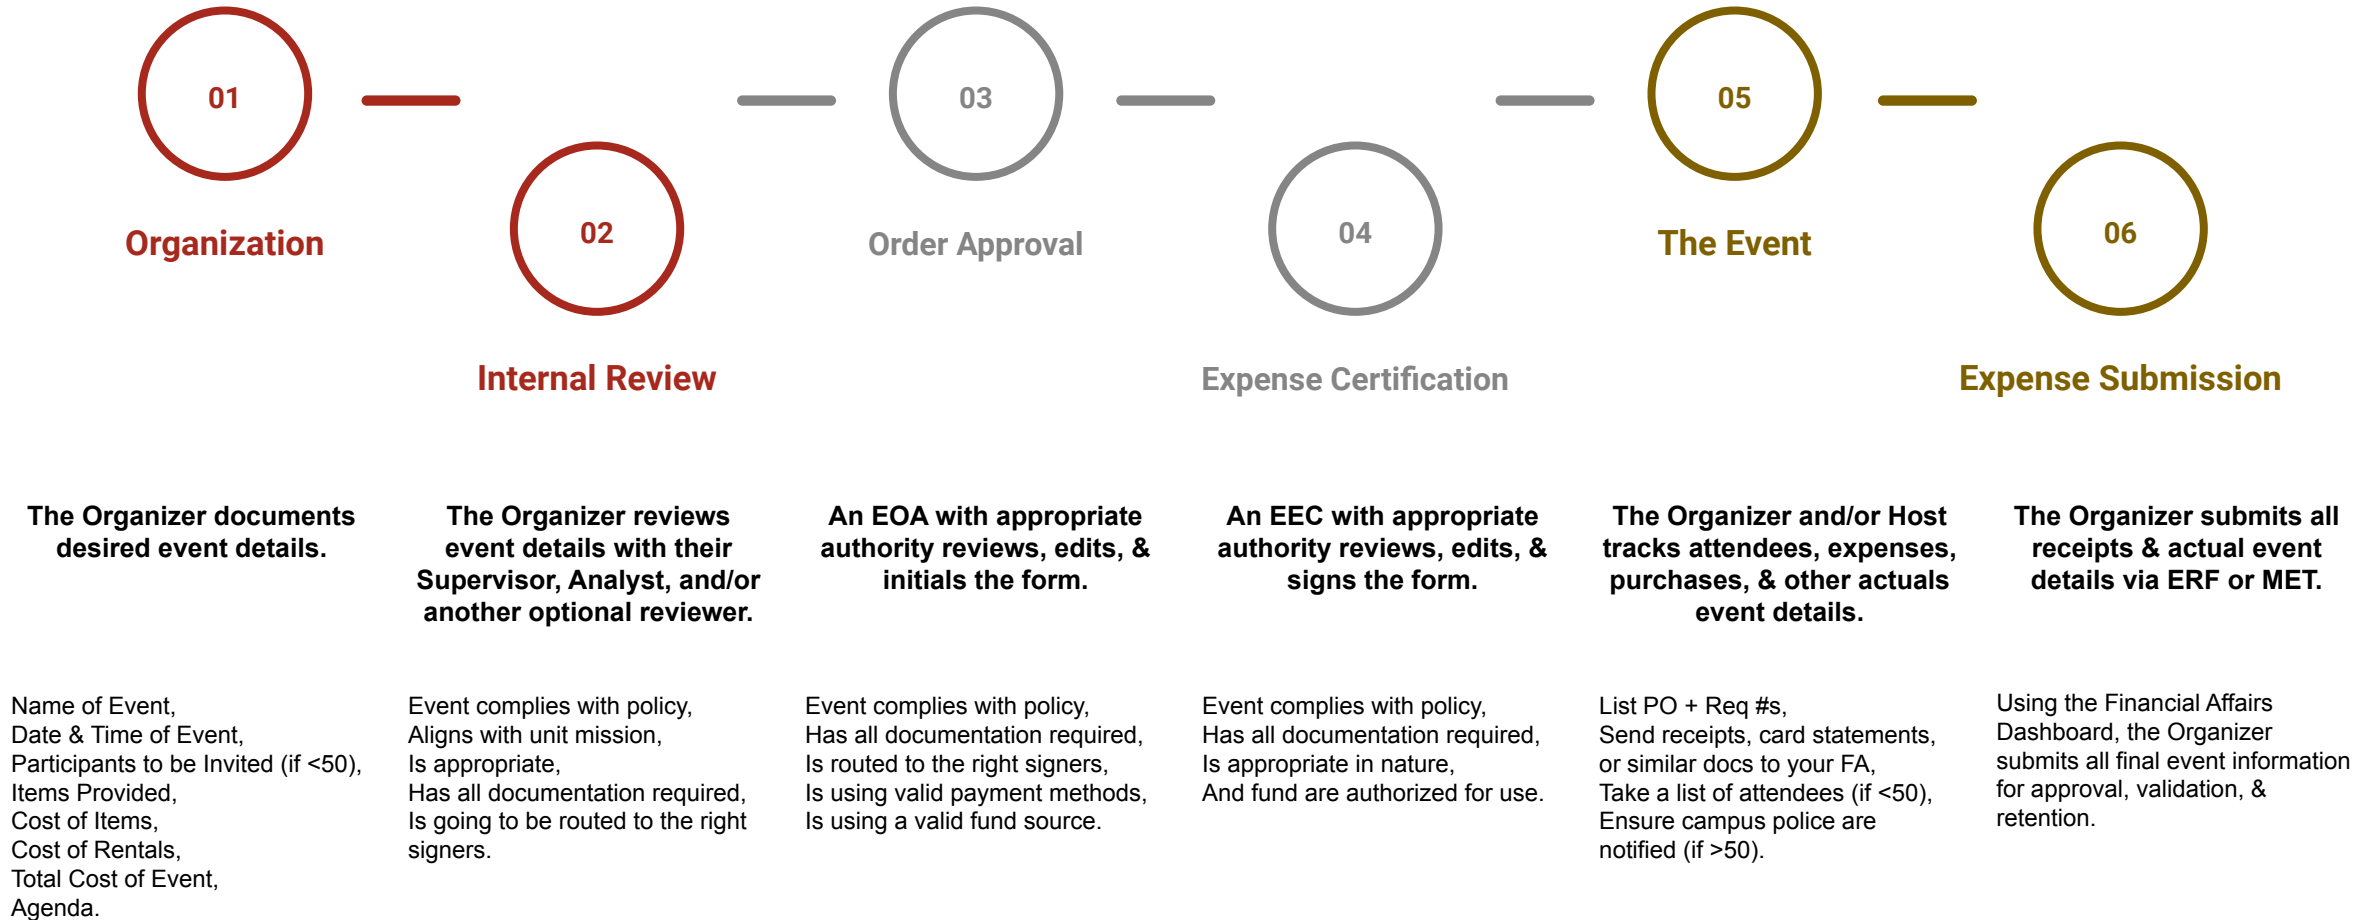 01
Organization
02
Internal Review
03
Order Approval
04
Expense Certification
05
The Event
06
Expense Submission
The Organizer documents
desired event details.
The Organizer reviews
event details with their
Supervisor, Analyst, and/or
another optional reviewer.
An EOA with appropriate
authority reviews, edits, &
initials the form.
An EEC with appropriate
authority reviews, edits, &
signs the form.
The Organizer and/or Host
tracks attendees, expenses,
purchases, & other actuals
event details.
The Organizer submits all
receipts & actual event
details via ERF or MET.
Name of Event,
Date & Time of Event,
Participants to be Invited (if <50),
Items Provided,
Cost of Items,
Cost of Rentals,
Total Cost of Event,
Agenda.
Event complies with policy,
Aligns with unit mission,
Is appropriate,
Has all documentation required,
Is going to be routed to the right
signers.
Event complies with policy,
Has all documentation required,
Is routed to the right signers,
Is using valid payment methods,
Is using a valid fund source.
Event complies with policy,
Has all documentation required,
Is appropriate in nature,
And fund are authorized for use.
List PO + Req #s,
Send receipts, card statements,
or similar docs to your FA,
Take a list of attendees (if <50),
Ensure campus police are
notified (if >50).
Using the Financial Affairs
Dashboard, the Organizer
submits all final event information
for approval, validation, &
retention.